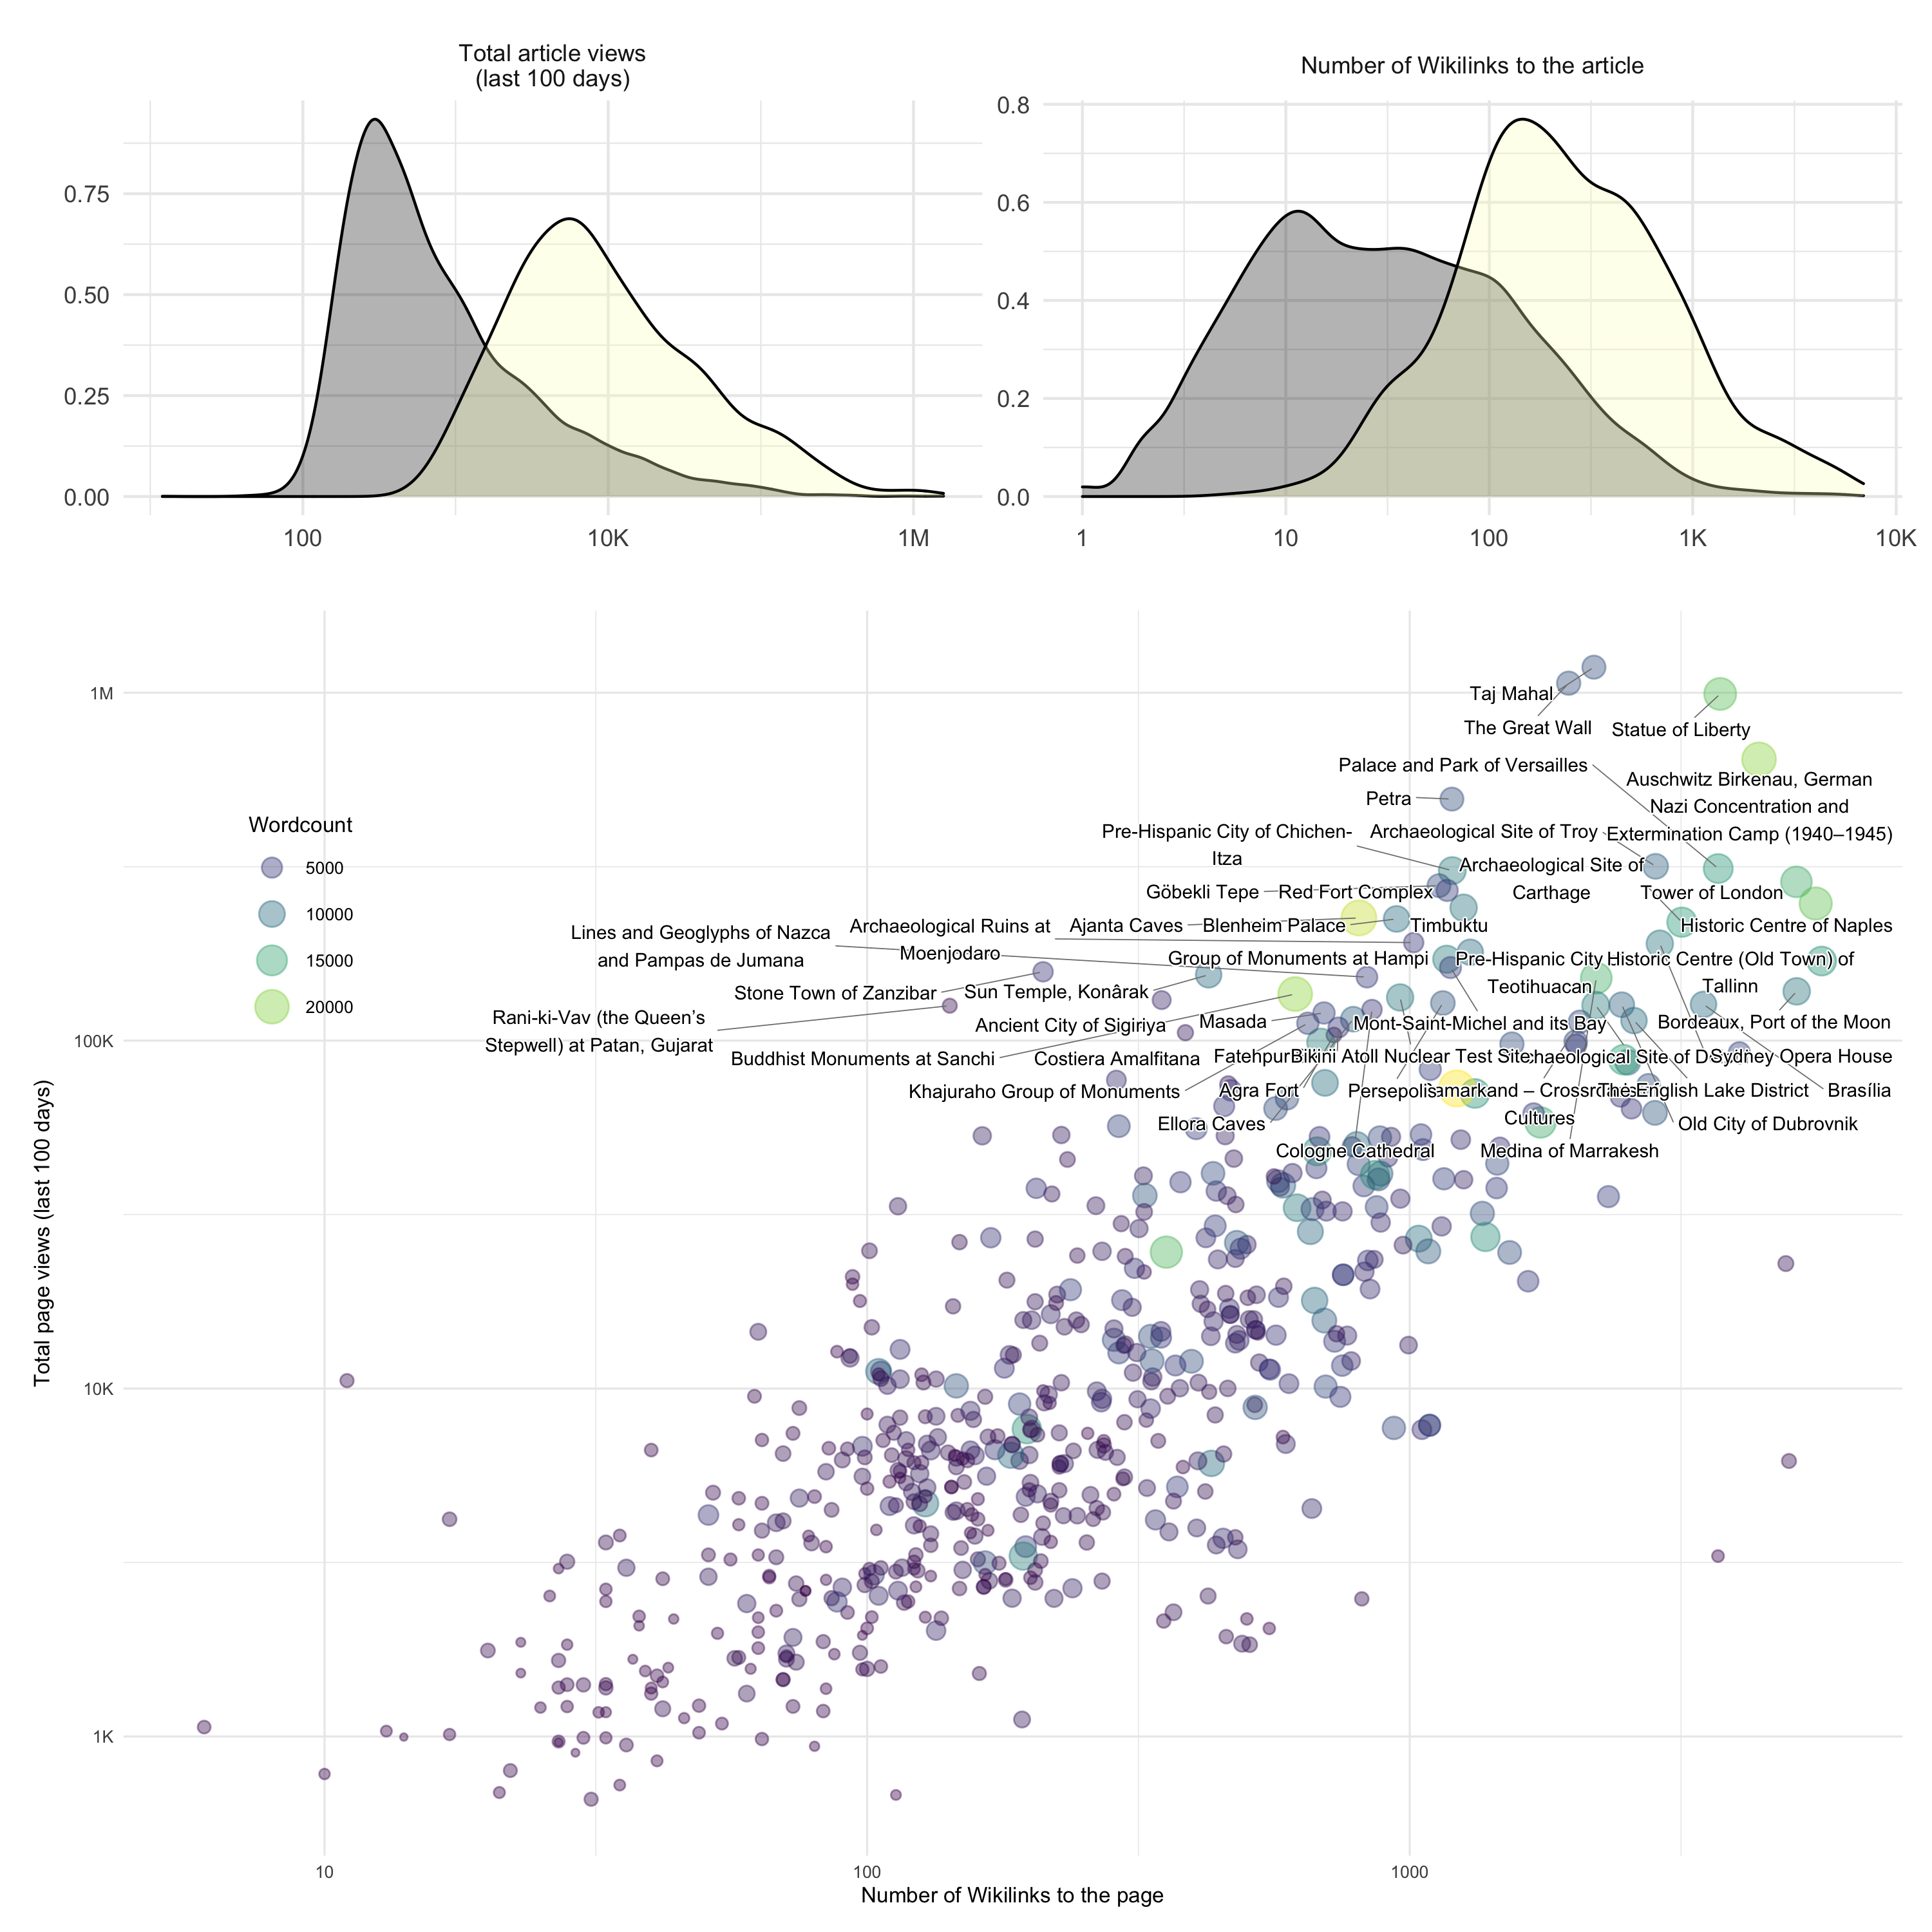 Total article views
(last 100 days)
Number of Wikilinks to the article
0.75
0.50
0.25
0.00
100
10K
1M
0.8
0.6
0.4
0.2
0.0
1
10
100
1K
10K
Total page views (last 100 days)
1M
100K
10K
1K
Wordcount
5000
10000
15000
20000
Taj Mahal
The Great Wall
Statue of Liberty
Palace and Park of Versailles
Auschwitz Birkenau, German
Nazi Concentration and
Extermination Camp (1940–1945)
Petra
Pre-Hispanic City of Chichen-
Itza
Archaeological Site of Troy
Archaeological Site of
Carthage
Göbekli Tepe
Red Fort Complex
Tower of London
Lines and Geoglyphs of Nazca
and Pampas de Jumana
Archaeological Ruins at
Moenjodaro
Ajanta Caves
Blenheim Palace
Timbuktu
Historic Centre of Naples
Group of Monuments at Hampi
Pre-Hispanic City
Teotihuacan
Historic Centre (Old Town) of
Tallinn
Stone Town of Zanzibar
Sun Temple, Konârak
Rani-ki-Vav (the Queen's
Stepwell) at Patan, Gujarat
Ancient City of Sigiriya
Masada
Mont-Saint-Michel and its Bay
Bordeaux, Port of the Moon
Buddhist Monuments at Sanchi
Costiera Amalfitana
Bikini Atoll Nuclear Test Site
Site of
Sydney Opera House
Khajuraho Group of Monuments
Agra Fort
Persepolis
Cultures
The English Lake District
Brasília
Ellora Caves
Old City of Dubrovnik
Cologne Cathedral
Medina of Marrakesh
10
100
1000
Number of Wikilinks to the page